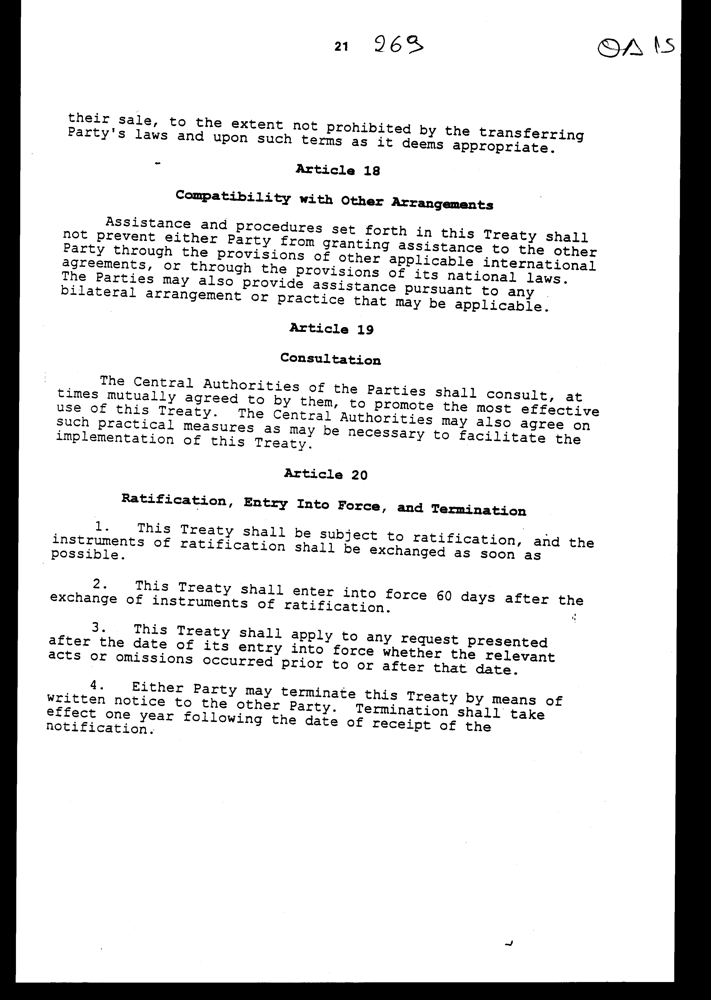 21 269
their sale, to the extent not prohibited by the transferring
Party's laws and upon such terms as it deems appropriate.
Article 18
Compatibility with Other Arrangements
Assistance and procedures set forth in this Treaty shall
not prevent either Party from granting assistance to the other
Party through the provisions of other applicable international
agreements, or through the provisions of its national laws.
The Parties may also provide assistance pursuant to any
bilateral arrangement or practice that may be applicable.
Article 19
Consultation
The Central Authorities of the Parties shall consult, at
times mutually agreed to by them, to promote the most effective
use of this Treaty. The Central Authorities may also agree on
such practical measures as may be necessary to facilitate the
implementation of this Treaty.
Article 20
Ratification, Entry Into Force, and Termination
1. This Treaty shall be subject to ratification, and the
instruments of ratification shall be exchanged as soon as
possible.
2. This Treaty shall enter into force 60 days after the
exchange of instruments of ratification.
3. This Treaty shall apply to any request presented
after the date of its entry into force whether the relevant
acts or omissions occurred prior to or after that date.
4. Either Party may terminate this Treaty by means of
written notice to the other Party. Termination shall take
effect one year following the date of receipt of the
notification.